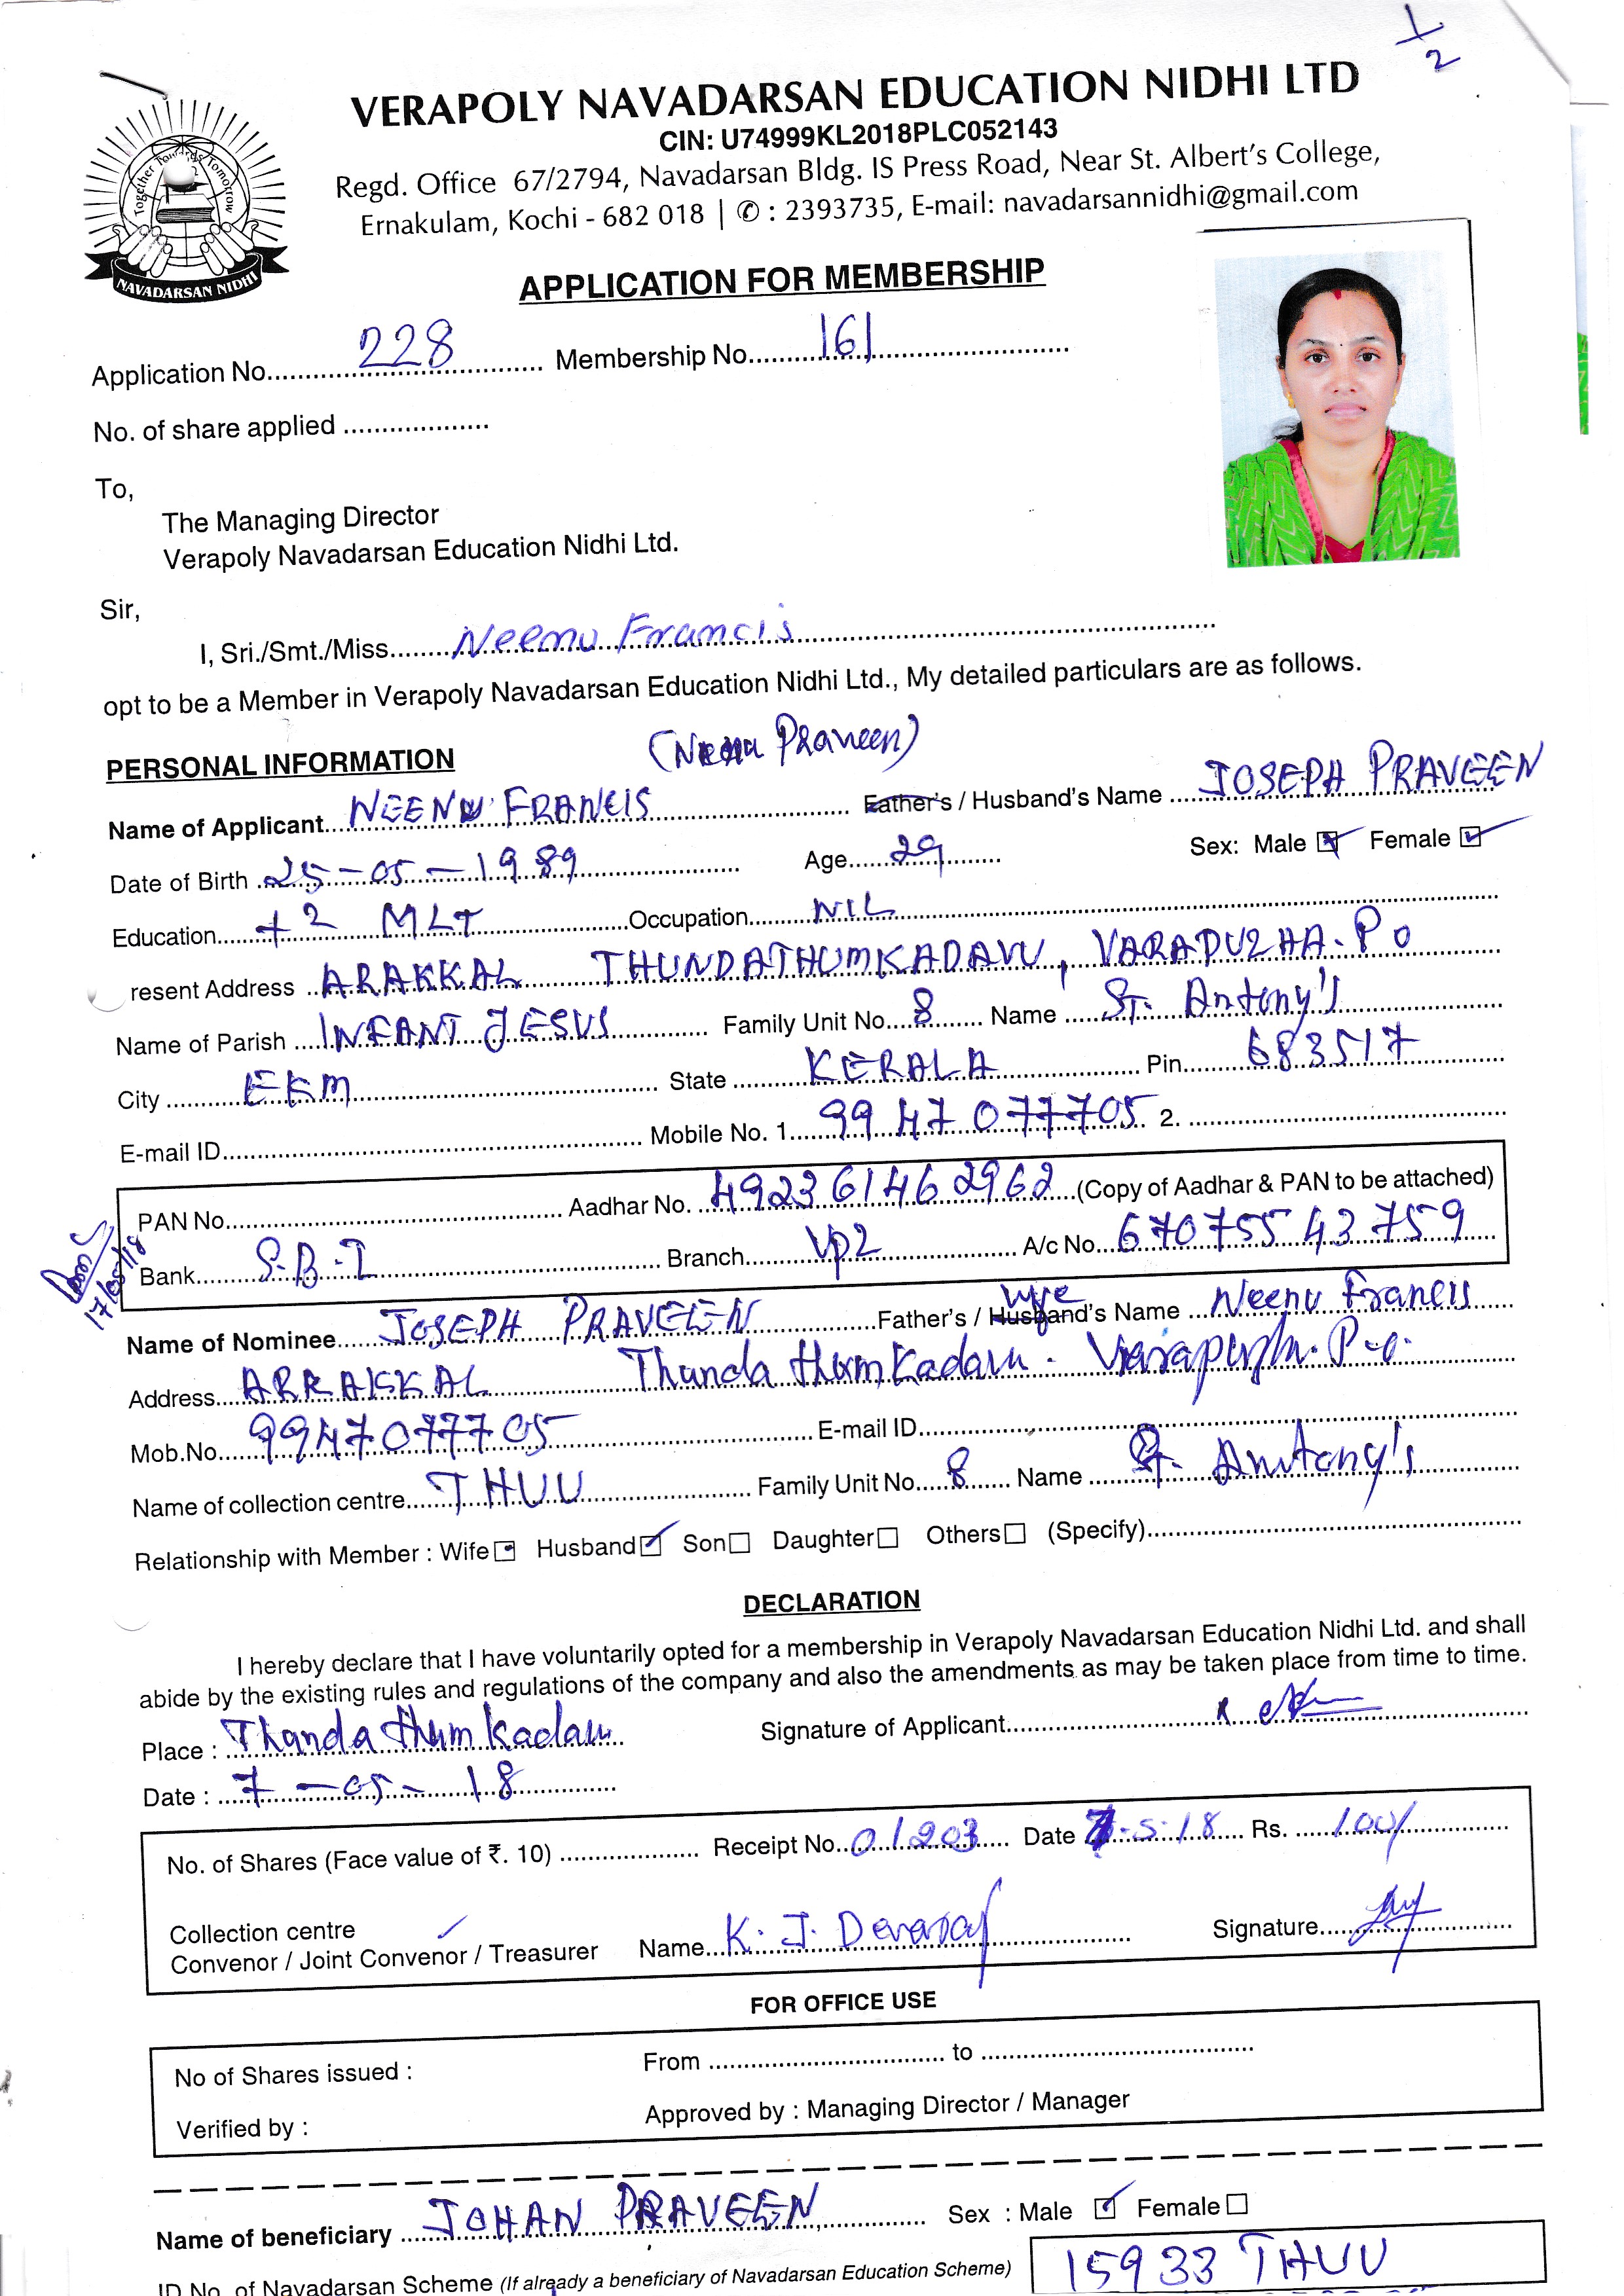 1/2
VERAPOLY NAVADARSAN EDUCATION NIDHI LTD
CIN: U74999KL2018PLC052143
Regd. Office 67/2794, Navadarsan Bldg. IS Press Road, Near St. Albert's College,
Ernakulam, Kochi - 682 018 | ✆ : 2393735, E-mail: navadarsannidhi@gmail.com
Together Towards Tomorrow
NAVADARSAN NIDHI
APPLICATION FOR MEMBERSHIP
Application No. 228 Membership No. 161
No. of share applied
To,
The Managing Director
Verapoly Navadarsan Education Nidhi Ltd.
Sir,
I, Sri./Smt./Miss Neenu Francis
opt to be a Member in Verapoly Navadarsan Education Nidhi Ltd., My detailed particulars are as follows.
PERSONAL INFORMATION (Neenu Praveen)
Name of Applicant NEENU FRANCIS Father's / Husband's Name JOSEPH PRAVEEN
Date of Birth 25-05-1989 Age 29 Sex: Male Female
Education +2 MLT Occupation NIL
resent Address ARAKKAL THUNDATHUMKADAVU, VARAPUZHA. P O
Name of Parish INFANT JESUS Family Unit No. 8 Name St. Antony's
City EKM State KERALA Pin 683517
E-mail ID Mobile No. 1 9947077705 2.
PAN No. Aadhar No. 492361462962 (Copy of Aadhar & PAN to be attached)
Bank S.B.I Branch VPZ A/c No. 67075543759
17/05/18
Name of Nominee JOSEPH PRAVEEN Father's / Husband's wife Name Neenu Francis
Address ARRAKKAL Thundathumkadavu. Varapuzha. P.O.
Mob.No. 9947077705 E-mail ID
Name of collection centre THUU Family Unit No. 8 Name St. Antony's
Relationship with Member : Wife Husband Son Daughter Others (Specify)
DECLARATION
I hereby declare that I have voluntarily opted for a membership in Verapoly Navadarsan Education Nidhi Ltd. and shall
abide by the existing rules and regulations of the company and also the amendments as may be taken place from time to time.
Place : Thundathumkadavu Signature of Applicant
Date : 7-05-18
No. of Shares (Face value of ₹. 10) Receipt No. 01203 Date 7.5.18 Rs. 100/
Collection centre
Convenor / Joint Convenor / Treasurer Name K. J. Devasy Signature
FOR OFFICE USE
No of Shares issued : From to
Verified by : Approved by : Managing Director / Manager
Name of beneficiary JOHAN PRAVEEN Sex : Male Female
ID No. of Navadarsan Scheme (If already a beneficiary of Navadarsan Education Scheme) 15933 THUU